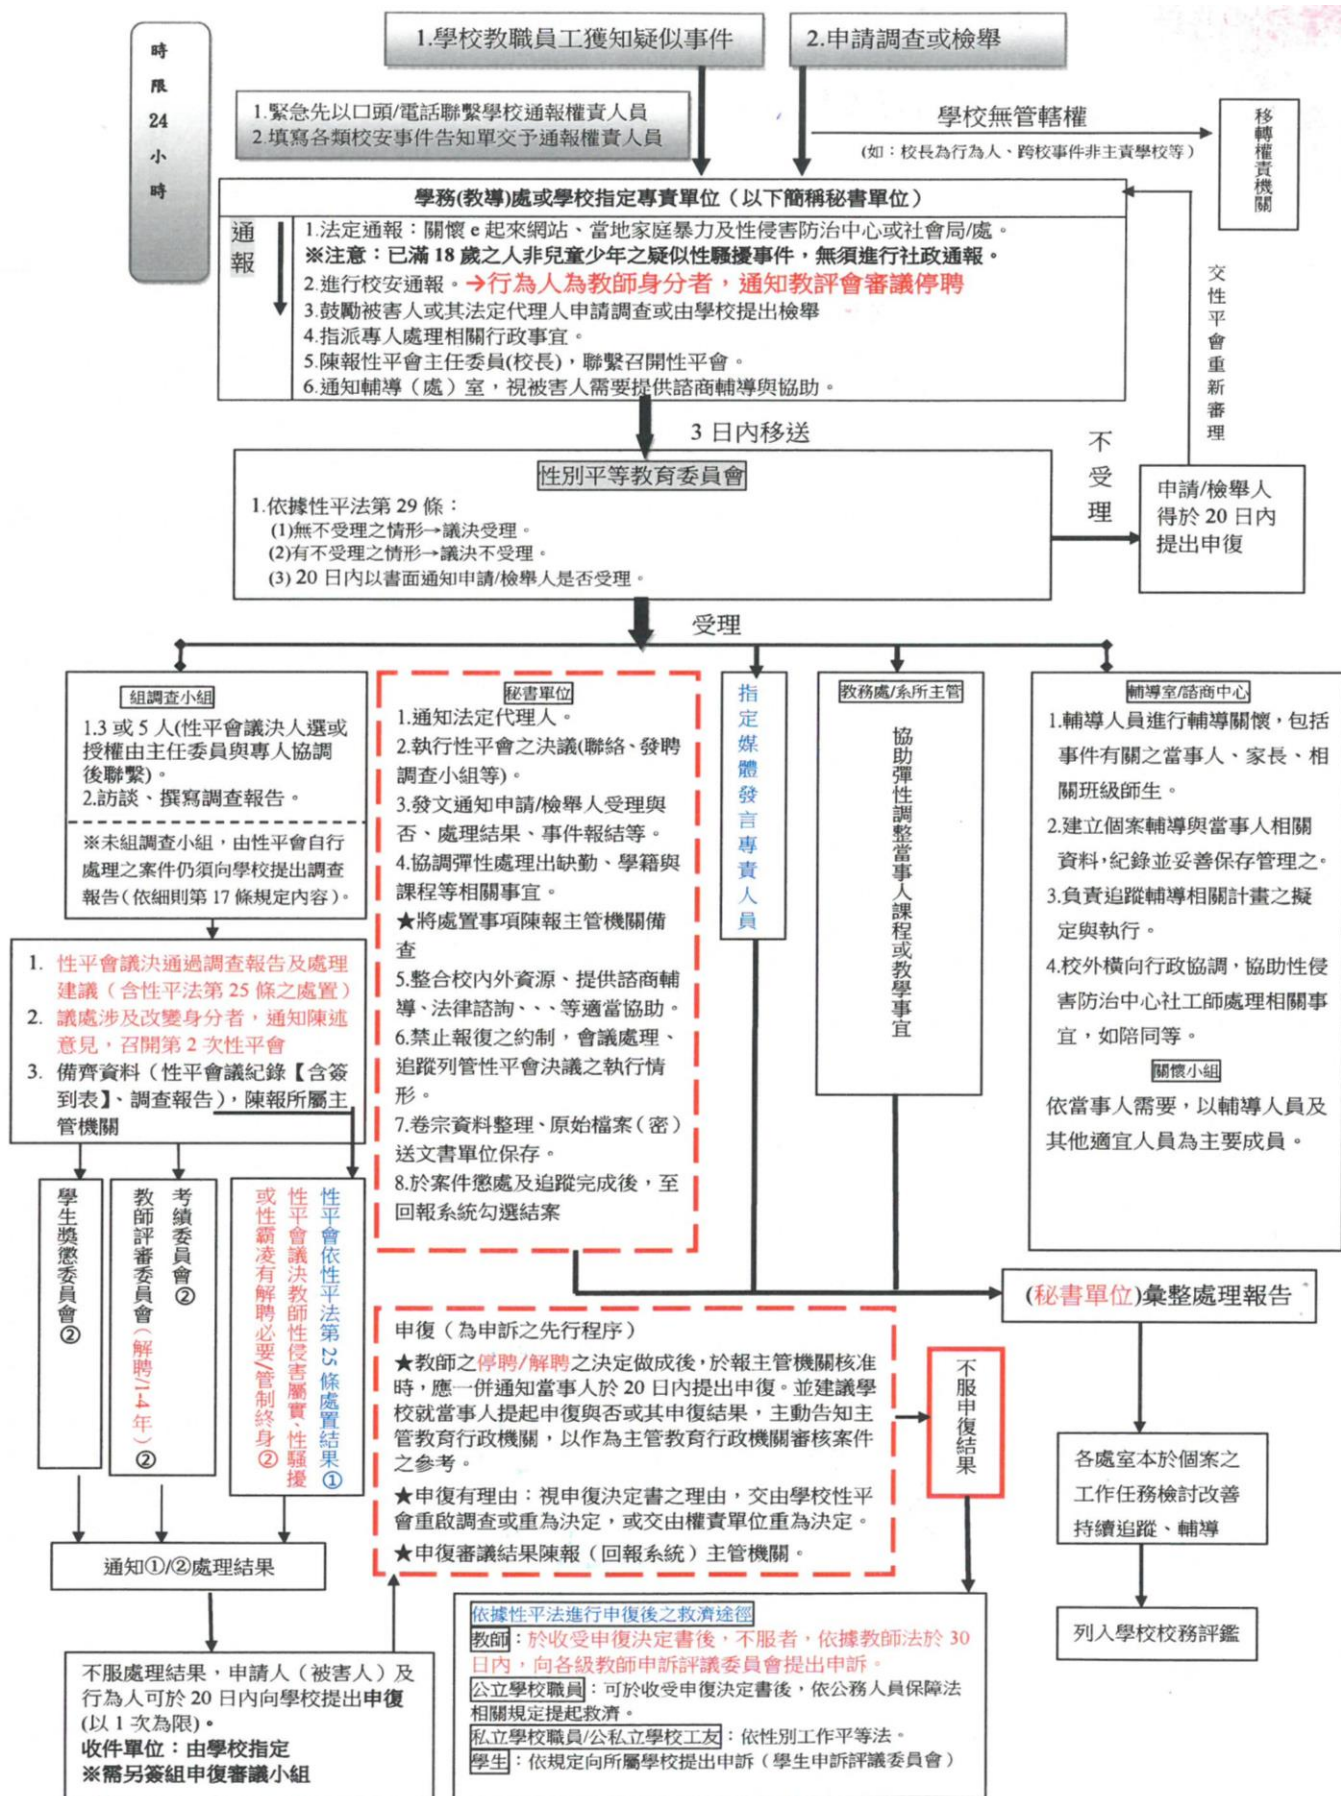 時
限
24
小
時
1.學校教職員工獲知疑似事件
2.申請調查或檢舉
1.緊急先以口頭/電話聯繫學校通報權責人員
2.填寫各類校安事件告知單交予通報權責人員
學校無管轄權
(如：校長為行為人、跨校事件非主責學校等)
移轉權責機關
學務(教導)處或學校指定專責單位（以下簡稱秘書單位）
通報
1.法定通報：關懷 e 起來網站、當地家庭暴力及性侵害防治中心或社會局/處。
※注意：已滿 18 歲之人非兒童少年之疑似性騷擾事件，無須進行社政通報。
2.進行校安通報。→行為人為教師身分者，通知教評會審議停聘
3.鼓勵被害人或其法定代理人申請調查或由學校提出檢舉
4.指派專人處理相關行政事宜。
5.陳報性平會主任委員(校長)，聯繫召開性平會。
6.通知輔導（處）室，視被害人需要提供諮商輔導與協助。
交性平會重新審理
3 日內移送
性別平等教育委員會
1.依據性平法第 29 條：
(1)無不受理之情形→議決受理。
(2)有不受理之情形→議決不受理。
(3) 20 日內以書面通知申請/檢舉人是否受理。
不受理
申請/檢舉人
得於 20 日內
提出申復
受理
組調查小組
1.3 或 5 人(性平會議決人選或
授權由主任委員與專人協調
後聯繫)。
2.訪談、撰寫調查報告。
※未組調查小組，由性平會自行
處理之案件仍須向學校提出調查
報告(依細則第 17 條規定內容)。
1. 性平會議決通過調查報告及處理
建議（含性平法第 25 條之處置）
2. 議處涉及改變身分者，通知陳述
意見，召開第 2 次性平會
3. 備齊資料（性平會議紀錄【含簽
到表】、調查報告），陳報所屬主
管機關
學生獎懲委員會②
考績委員會②
教師評審委員會（解聘/1-4 年）②
性平會依性平法第 25 條處置結果①
性平會議決教師性侵害屬實、性騷擾
或性霸凌有解聘必要/管制終身②
通知①/②處理結果
不服處理結果，申請人（被害人）及
行為人可於 20 日內向學校提出申復
(以 1 次為限)。
收件單位：由學校指定
※需另簽組申復審議小組
秘書單位
1.通知法定代理人。
2.執行性平會之決議(聯絡、發聘
調查小組等)。
3.發文通知申請/檢舉人受理與
否、處理結果、事件報結等。
4.協調彈性處理出缺勤、學籍與
課程等相關事宜。
★將處置事項陳報主管機關備
查
5.整合校內外資源、提供諮商輔
導、法律諮詢、、、等適當協助。
6.禁止報復之約制，會議處理、
追蹤列管性平會決議之執行情
形。
7.卷宗資料整理、原始檔案（密）
送文書單位保存。
8.於案件懲處及追蹤完成後，至
回報系統勾選結案
指定媒體發言專責人員
教務處/系所主管
協助彈性調整當事人課程或教學事宜
輔導室/諮商中心
1.輔導人員進行輔導關懷，包括
事件有關之當事人、家長、相
關班級師生。
2.建立個案輔導與當事人相關
資料，紀錄並妥善保存管理之。
3.負責追蹤輔導相關計畫之擬
定與執行。
4.校外橫向行政協調，協助性侵
害防治中心社工師處理相關事
宜，如陪同等。
關懷小組
依當事人需要，以輔導人員及
其他適宜人員為主要成員。
(秘書單位)彙整處理報告
各處室本於個案之
工作任務檢討改善
持續追蹤、輔導
列入學校校務評鑑
申復（為申訴之先行程序）
★教師之停聘/解聘之決定做成後，於報主管機關核准
時，應一併通知當事人於 20 日內提出申復。並建議學
校就當事人提起申復與否或其申復結果，主動告知主
管教育行政機關，以作為主管教育行政機關審核案件
之參考。
★申復有理由：視申復決定書之理由，交由學校性平
會重啟調查或重為決定，或交由權責單位重為決定。
★申復審議結果陳報（回報系統）主管機關。
不服申復結果
依據性平法進行申復後之救濟途徑
教師：於收受申復決定書後，不服者，依據教師法於 30
日內，向各級教師申訴評議委員會提出申訴。
公立學校職員：可於收受申復決定書後，依公務人員保障法
相關規定提起救濟。
私立學校職員/公私立學校工友：依性別工作平等法。
學生：依規定向所屬學校提出申訴（學生申訴評議委員會）